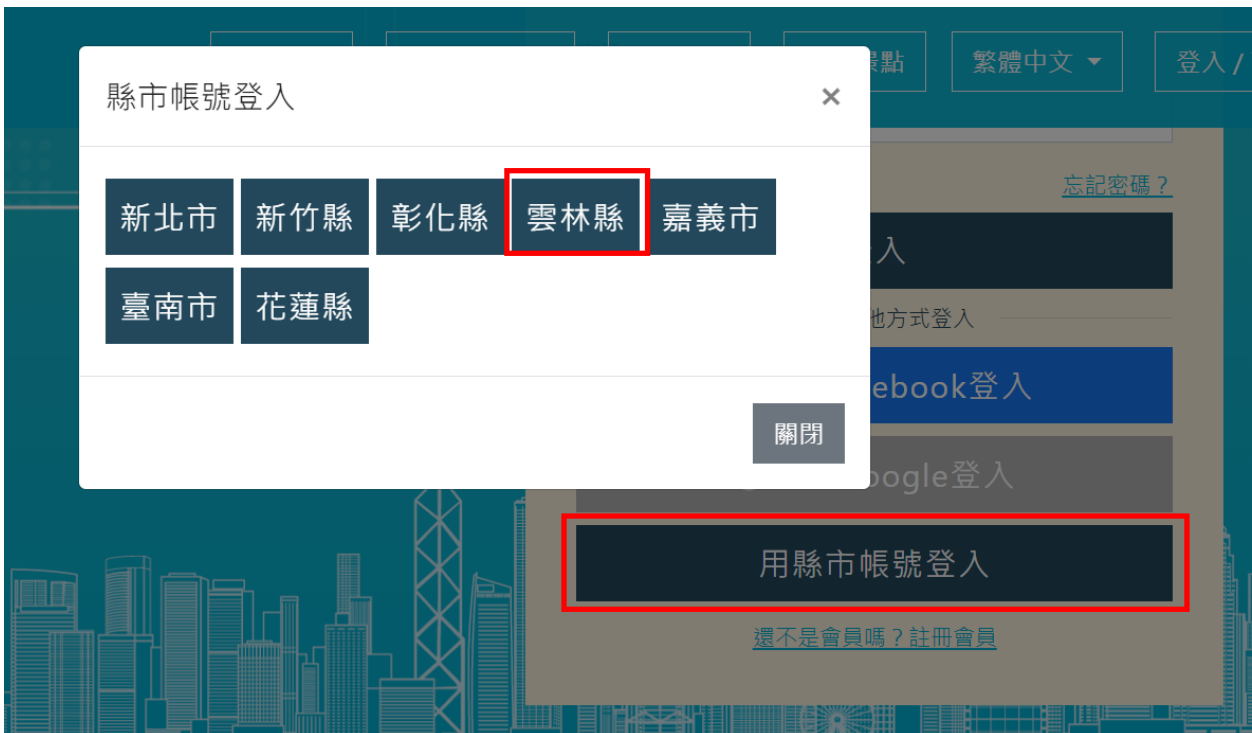 景點
繁體中文
登入 /
縣市帳號登入
×
新北市 新竹縣 彰化縣 雲林縣 嘉義市
臺南市 花蓮縣
關閉
忘記密碼？
入
他方式登入
ebook登入
oogle登入
用縣市帳號登入
還不是會員嗎？註冊會員